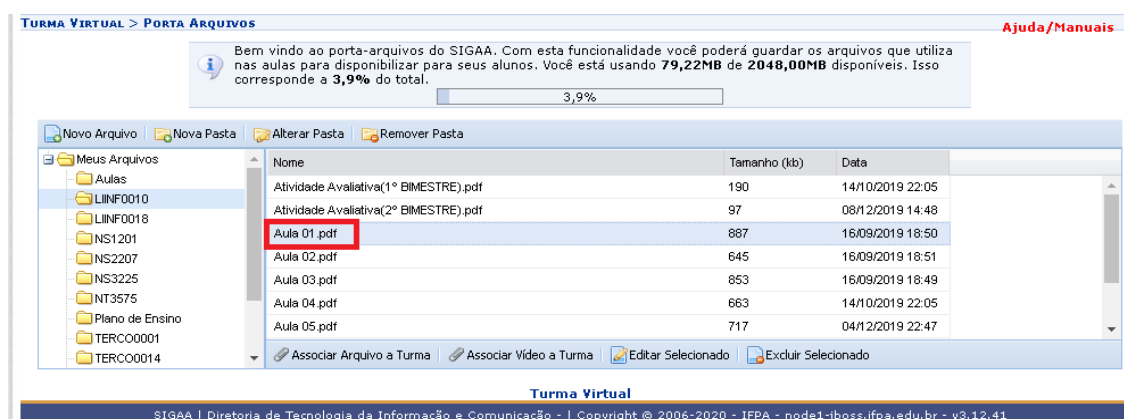 TURMA VIRTUAL > PORTA ARQUIVOS
Ajuda/Manuais
Bem vindo ao porta-arquivos do SIGAA. Com esta funcionalidade você poderá guardar os arquivos que utiliza
nas aulas para disponibilizar para seus alunos. Você está usando 79,22MB de 2048,00MB disponíveis. Isso
corresponde a 3,9% do total.
3,9%
Novo Arquivo Nova Pasta Alterar Pasta Remover Pasta
Meus Arquivos
Aulas
LIINF0010
LIINF0018
NS1201
NS2207
NS3225
NT3575
Plano de Ensino
TERCO0001
TERCO0014
Nome Tamanho (kb) Data
Atividade Avaliativa(1º BIMESTRE).pdf 190 14/10/2019 22:05
Atividade Avaliativa(2º BIMESTRE).pdf 97 08/12/2019 14:48
Aula 01.pdf 887 16/09/2019 18:50
Aula 02.pdf 645 16/09/2019 18:51
Aula 03.pdf 853 16/09/2019 18:49
Aula 04.pdf 663 14/10/2019 22:05
Aula 05.pdf 717 04/12/2019 22:47
Associar Arquivo a Turma Associar Vídeo a Turma Editar Selecionado Excluir Selecionado
Turma Virtual
SIGAA | Diretoria de Tecnologia da Informação e Comunicação - | Copyright © 2006-2020 - IFPA - node1-jboss.ifpa.edu.br - v3.12.41